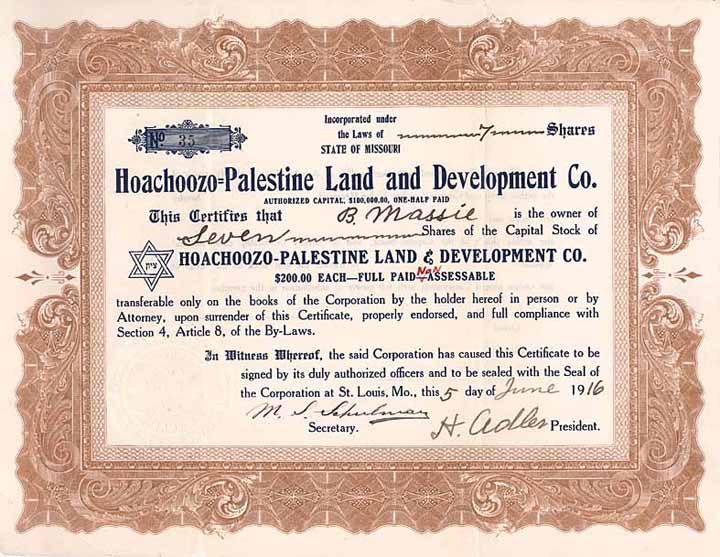 No 35
Incorporated under
the Laws of 7 Shares
STATE OF MISSOURI
Hoachoozo=Palestine Land and Development Co.
AUTHORIZED CAPITAL, $100,000.00, ONE-HALF PAID
This Certifies that B. Massie is the owner of
Seven Shares of the Capital Stock of
ציון
HOACHOOZO-PALESTINE LAND & DEVELOPMENT CO.
$200.00 EACH—FULL PAID NON ASSESSABLE
transferable only on the books of the Corporation by the holder hereof in person or by
Attorney, upon surrender of this Certificate, properly endorsed, and full compliance with
Section 4, Article 8, of the By-Laws.
In Witness Whereof, the said Corporation has caused this Certificate to be
signed by its duly authorized officers and to be sealed with the Seal of
the Corporation at St. Louis, Mo., this 5 day of June 1916
M. S. Schulman H. Adler President.
Secretary.